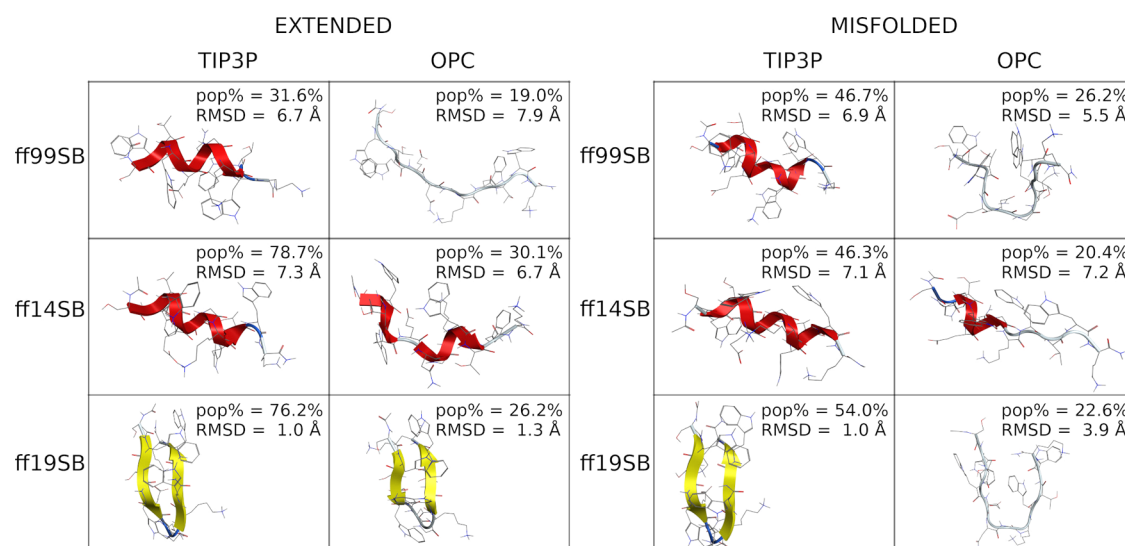 EXTENDED
MISFOLDED
TIP3P
OPC
TIP3P
OPC
ff99SB
pop% = 31.6%
RMSD = 6.7 Å
pop% = 19.0%
RMSD = 7.9 Å
ff99SB
pop% = 46.7%
RMSD = 6.9 Å
pop% = 26.2%
RMSD = 5.5 Å
ff14SB
pop% = 78.7%
RMSD = 7.3 Å
pop% = 30.1%
RMSD = 6.7 Å
ff14SB
pop% = 46.3%
RMSD = 7.1 Å
pop% = 20.4%
RMSD = 7.2 Å
ff19SB
pop% = 76.2%
RMSD = 1.0 Å
pop% = 26.2%
RMSD = 1.3 Å
ff19SB
pop% = 54.0%
RMSD = 1.0 Å
pop% = 22.6%
RMSD = 3.9 Å